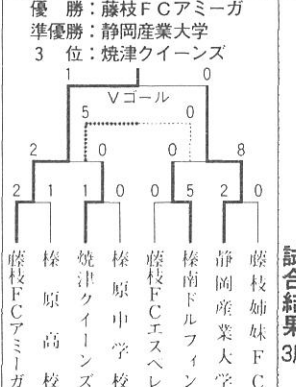 優 勝：藤枝ＦＣアミーガ
準優勝：静岡産業大学
3 位：焼津クイーンズ
1 0
Vゴール
5 0
2 0 0 8
2 1 1 0 0 5 2 0
藤枝ＦＣアミーガ
榛原高校
焼津クイーンズ
榛原中学校
藤枝ＦＣエスペレ
榛南ドルフィン
静岡産業大学
藤枝姉妹ＦＣ
試合結果